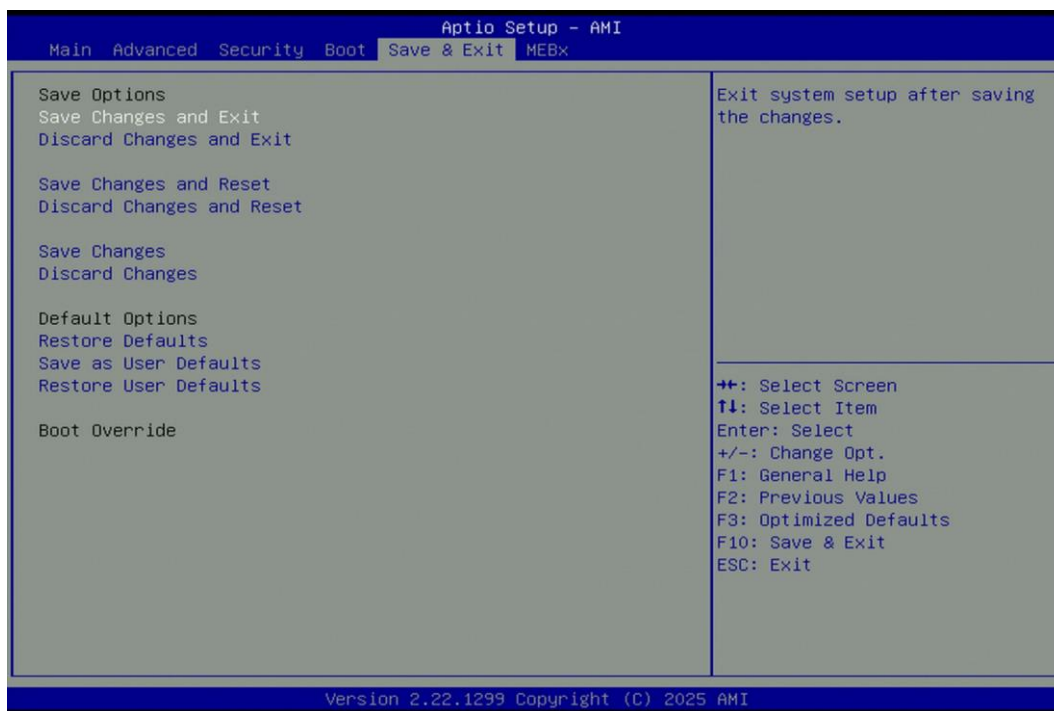 Aptio Setup - AMI
Main Advanced Security Boot Save & Exit MEBx
Save Options
Save Changes and Exit
Discard Changes and Exit
Save Changes and Reset
Discard Changes and Reset
Save Changes
Discard Changes
Default Options
Restore Defaults
Save as User Defaults
Restore User Defaults
Boot Override
Exit system setup after saving
the changes.
→←: Select Screen
↑↓: Select Item
Enter: Select
+/-: Change Opt.
F1: General Help
F2: Previous Values
F3: Optimized Defaults
F10: Save & Exit
ESC: Exit
Version 2.22.1299 Copyright (C) 2025 AMI